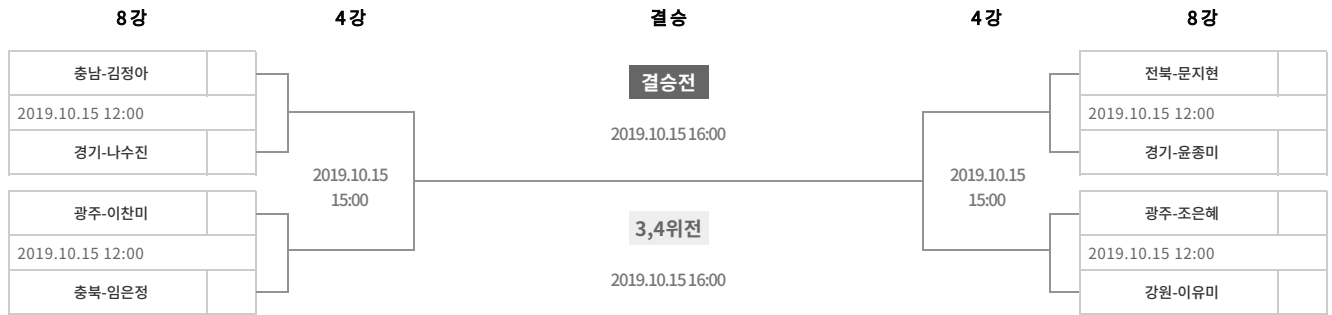 8강
4강
결승
4강
8강
충남-김정아
2019.10.15 12:00
경기-나수진
광주-이찬미
2019.10.15 12:00
충북-임은정
2019.10.15
15:00
결승전
2019.10.15 16:00
3,4위전
2019.10.15 16:00
2019.10.15
15:00
전북-문지현
2019.10.15 12:00
경기-윤종미
광주-조은혜
2019.10.15 12:00
강원-이유미